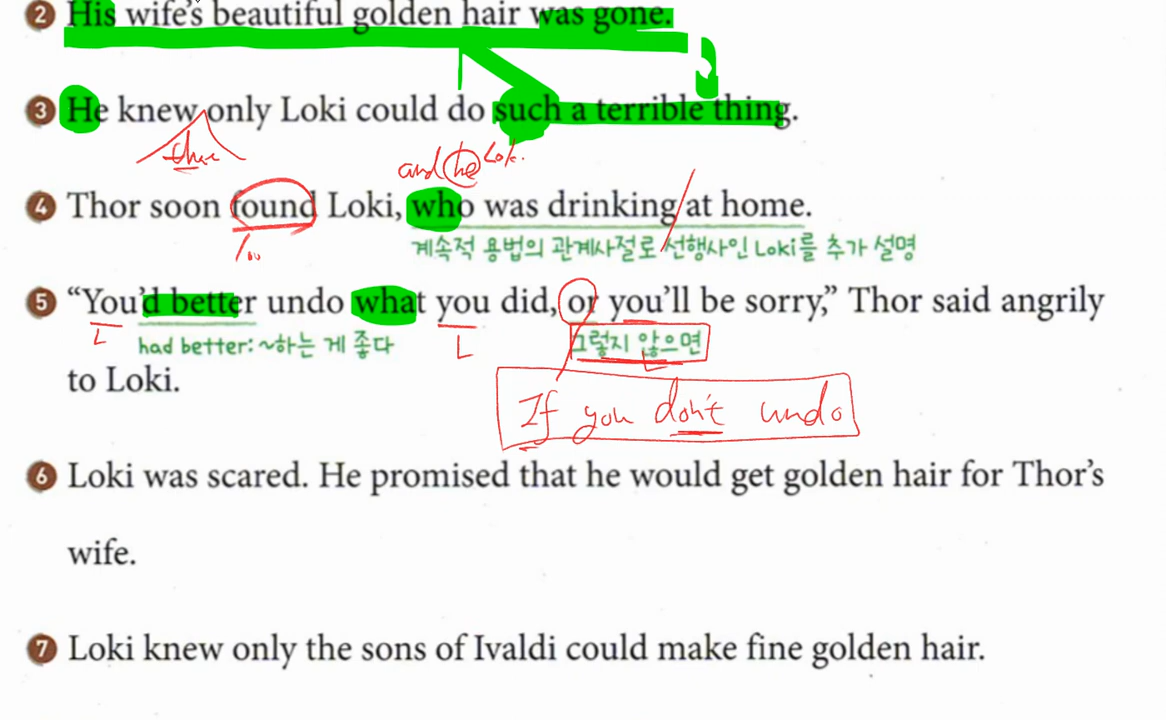 2 His wife's beautiful golden hair was gone.
3 He knew only Loki could do such a terrible thing.
and he Loki.
4 Thor soon found Loki, who was drinking at home.
계속적 용법의 관계사절로 선행사인 Loki를 추가 설명
5 “You'd better undo what you did, or you'll be sorry,” Thor said angrily
had better: ~하는 게 좋다 그렇지 않으면
to Loki.
If you don't undo
6 Loki was scared. He promised that he would get golden hair for Thor's
wife.
7 Loki knew only the sons of Ivaldi could make fine golden hair.